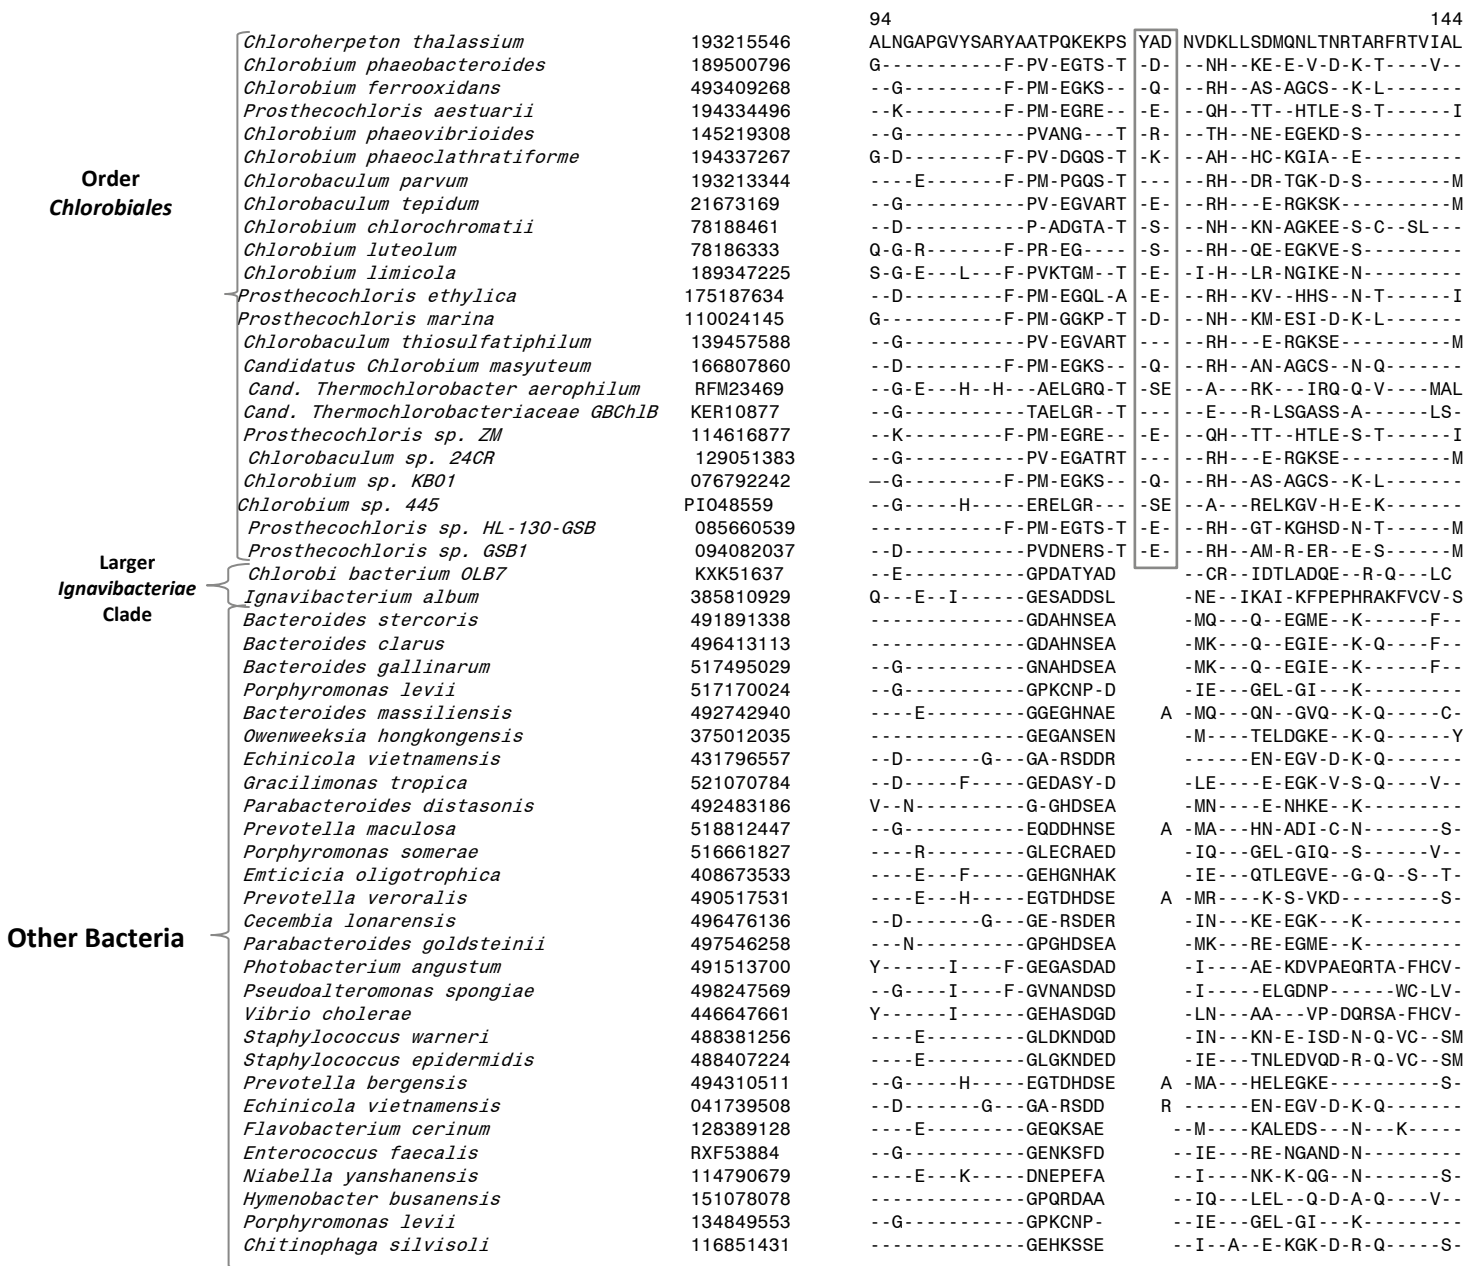 94 144
Chloroherpeton thalassium 193215546 ALNGAPGVYSARYAATPQKEKPS YAD NVDKLLSDMQNLTNRTARFRTVIAL
Chlorobium phaeobacteroides 189500796 G----------F-PV-EGTS-T -D- --NH--KE-E-V-D-K-T----V--
Chlorobium ferrooxidans 493409268 --G--------F-PM-EGKS-- -Q- --RH--AS-AGCS--K-L-------
Prosthecochloris aestuarii 194334496 --K--------F-PM-EGRE-- -E- --QH--TT--HTLE-S-T------I
Chlorobium phaeovibrioides 145219308 --G----------PVANG---T -R- --TH--NE-EGEKD-S---------
Chlorobium phaeoclathratiforme 194337267 G-D----------F-PV-DGQS-T -K- --AH--HC-KGIA--E---------
Order
Chlorobiales
Chlorobaculum parvum 193213344 ----E-------F-PM-PGQS-T --- --RH--DR-TGK-D-S--------M
Chlorobaculum tepidum 21673169 --G----------PV-EGVART -E- --RH---E-RGKSK---------M
Chlorobium chlorochromatii 78188461 --D----------P-ADGTA-T -S- --NH--KN-AGKEE-S-C--SL---
Chlorobium luteolum 78186333 Q-G-R-------F-PR-EG---- -S- --RH--QE-EGKVE-S---------
Chlorobium limicola 189347225 S-G-E---L---F-PVKTGM--T -E- -I-H--LR-NGIKE-N---------
Prosthecochloris ethylica 175187634 --D----------F-PM-EGQL-A -E- --RH--KV--HHS--N-T------I
Prosthecochloris marina 110024145 G------------F-PM-GGKP-T -D- --NH--KM-ESI-D-K-L-------
Chlorobaculum thiosulfatiphilum 139457588 --G------------PV-EGVART --- --RH---E-RGKSE---------M
Candidatus Chlorobium masyuteum 166807860 --D----------F-PM-EGKS-- -Q- --RH--AN-AGCS--N-Q-------
Cand. Thermochlorobacter aerophilum RFM23469 --G-E---H--H---AELGRQ-T -SE --A---RK---IRQ-Q-V----MAL
Cand. Thermochlorobacteriaceae GBChlB KER10877 --G------------TAELGR--T --- --E---R-LSGASS-A------LS-
Prosthecochloris sp. ZM 114616877 --K----------F-PM-EGRE-- -E- --QH--TT--HTLE-S-T------I
Chlorobaculum sp. 24CR 129051383 --G------------PV-EGATRT --- --RH---E-RGKSE---------M
Chlorobium sp. KB01 076792242 —-G----------F-PM-EGKS-- -Q- --RH--AS-AGCS--K-L-------
Chlorobium sp. 445 PIO48559 --G-----H-----ERELGR---- -SE --A---RELKGV-H-E-K-------
Prosthecochloris sp. HL-130-GSB 085660539 -------------F-PM-EGTS-T -E- --RH--GT-KGHSD-N-T------M
Prosthecochloris sp. GSB1 094082037 --D------------PVDNERS-T -E- --RH--AM-R-ER--E-S------M
Larger
Ignavibacteriae
Clade
Chlorobi bacterium OLB7 KXK51637 --E----------GPDATYAD --CR--IDTLADQE--R-Q---LC
Ignavibacterium album 385810929 Q---E--I------GESADDSL -NE--IKAI-KFPEPHRAKFVCV-S
Bacteroides stercoris 491891338 -------------GDAHNSEA -MQ---Q--EGME--K------F--
Bacteroides clarus 496413113 -------------GDAHNSEA -MK---Q--EGIE--K-Q----F--
Bacteroides gallinarum 517495029 --G----------GNAHDSEA -MK---Q--EGIE--K------F--
Porphyromonas levii 517170024 --G----------GPKCNP-D -IE---GEL-GI---K---------
Bacteroides massiliensis 492742940 ----E---------GGEGHNAE A -MQ---QN--GVQ--K-Q-----C-
Owenweeksia hongkongensis 375012035 -------------GEGANSEN -M----TELDGKE--K-Q------Y
Echinicola vietnamensis 431796557 --D------G---GA-RSDDR ------EN-EGV-D-K-Q-------
Gracilimonas tropica 521070784 --D----F-----GEDASY-D -LE----E-EGK-V-S-Q----V--
Parabacteroides distasonis 492483186 V--N----------G-GHDSEA -MN----E-NHKE--K---------
Prevotella maculosa 518812447 --G------------EQDDHNSE A -MA---HN-ADI-C-N-------S-
Porphyromonas somerae 516661827 ----R---------GLECRAED -IQ---GEL-GIQ--S------V--
Emticicia oligotrophica 408673533 ----E---F-----GEHGNHAK -IE---QTLEGVE--G-Q--S--T-
Prevotella veroralis 490517531 ----E---H-----EGTDHDSE A -MR----K-S-VKD--------S-
Other Bacteria
Cecembia lonarensis 496476136 --D------G---GE-RSDER -IN---KE-EGK---K---------
Parabacteroides goldsteinii 497546258 ---N----------GPGHDSEA -MK---RE-EGME--K---------
Photobacterium angustum 491513700 Y------I----F-GEGASDAD -I----AE-KDVPAEQRTA-FHCV-
Pseudoalteromonas spongiae 498247569 --G----I----F-GVNANDSD -I-----ELGDNP------WC-LV-
Vibrio cholerae 446647661 Y------I------GEHASDGD -LN---AA---VP-DQRSA-FHCV-
Staphylococcus warneri 488381256 ----E---------GLDKNDQD -IN---KN-E-ISD-N-Q-VC--SM
Staphylococcus epidermidis 488407224 ----E---------GLGKNDED -IE---TNLEDVQD-R-Q-VC--SM
Prevotella bergensis 494310511 --G-----H-----EGTDHDSE A -MA---HELEGKE----------S-
Echinicola vietnamensis 041739508 --D------G---GA-RSDD R ------EN-EGV-D-K-Q-------
Flavobacterium cerinum 128389128 ----E---------GEQKSAE --M----KALEDS---N---K-----
Enterococcus faecalis RXF53884 --G------------GENKSFD --IE---RE-NGAND-N---------
Niabella yanshanensis 114790679 ----E---K-----DNEPEFA --I----NK-K-QG--N-------S-
Hymenobacter busanensis 151078078 --------------GPQRDAA --IQ---LEL--Q-D-A-Q----V--
Porphyromonas levii 134849553 --G------------GPKCNP- --IE---GEL-GI---K---------
Chitinophaga silvisoli 116851431 --------------GEHKSSE --I--A--E-KGK-D-R-Q-----S-